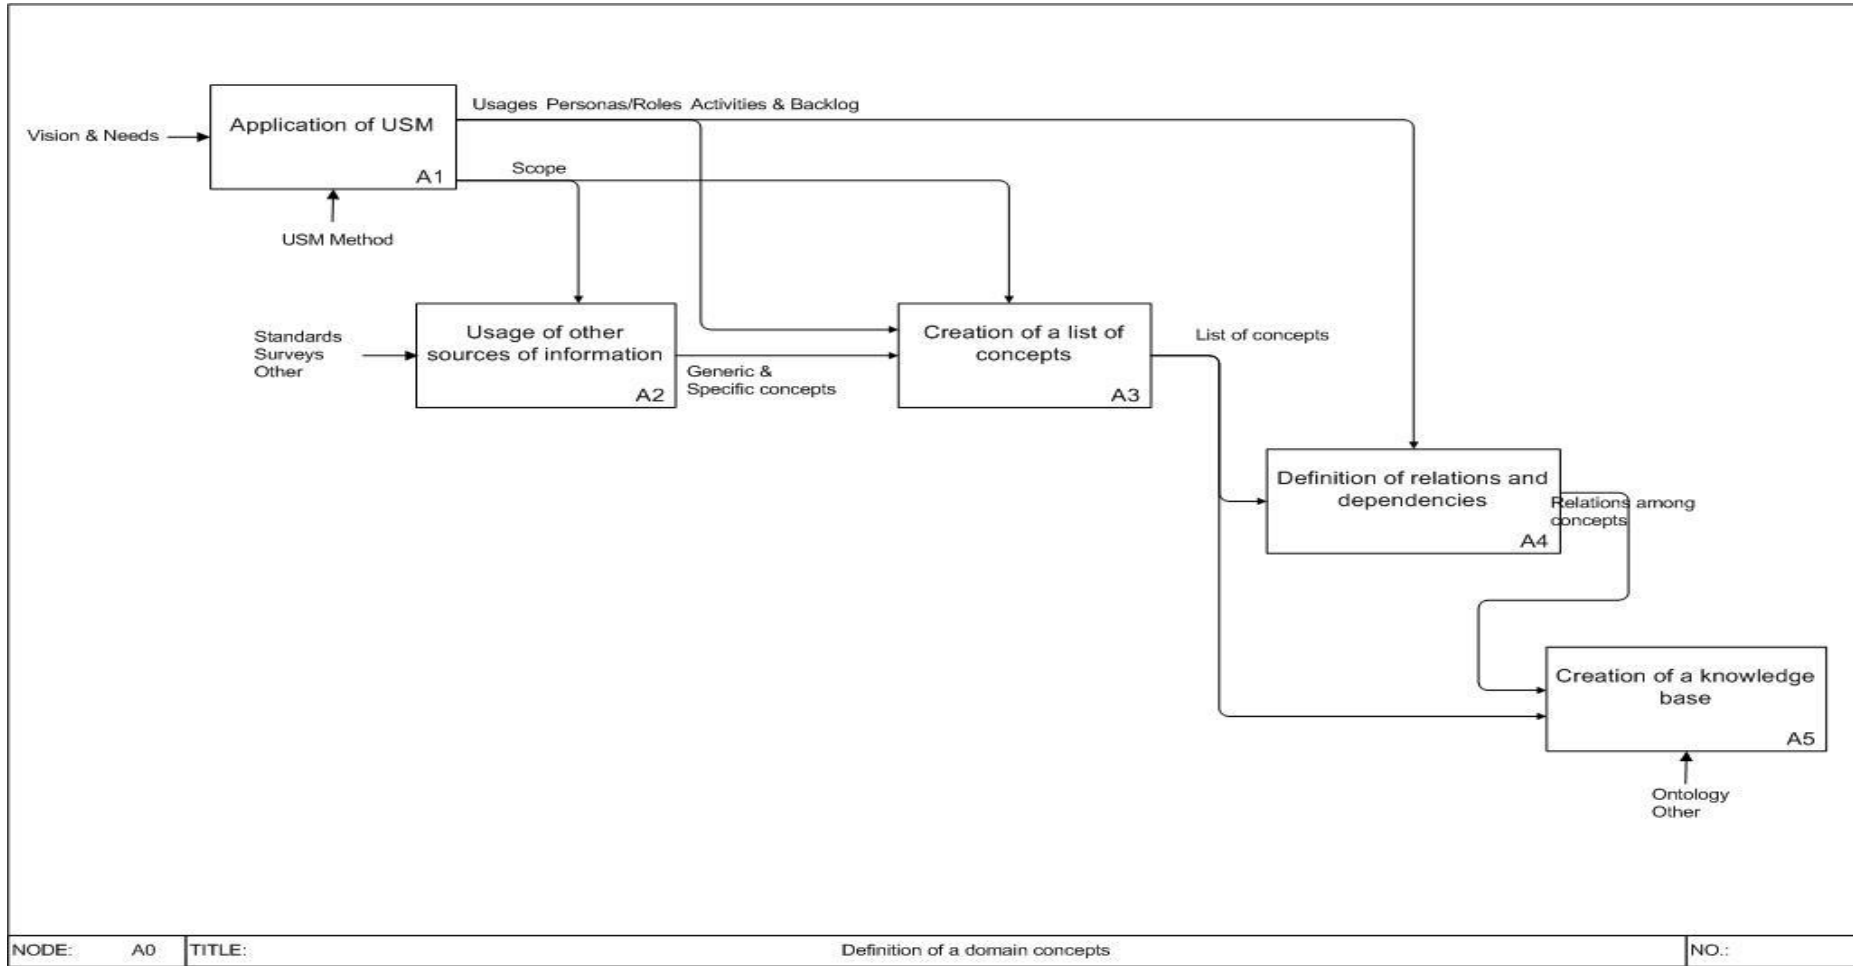 Usages Personas/Roles Activities & Backlog
Application of USM
Vision & Needs
Scope
A1
USM Method
Standards
Surveys
Other
Usage of other
sources of information
A2
Generic &
Specific concepts
Creation of a list of
concepts
A3
List of concepts
Definition of relations and
dependencies
A4
Relations among
concepts
Creation of a knowledge
base
A5
Ontology
Other
NODE: A0 TITLE: Definition of a domain concepts NO.: